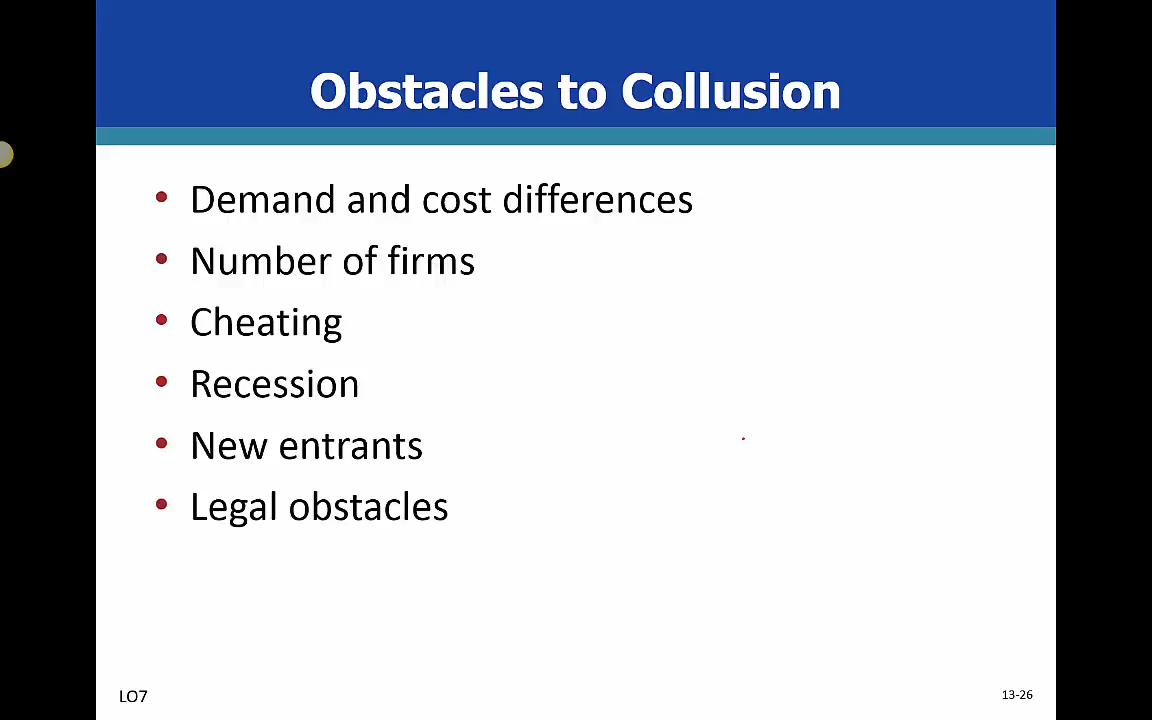 Obstacles to Collusion
• Demand and cost differences
• Number of firms
• Cheating
• Recession
• New entrants
• Legal obstacles
LO7
13-26